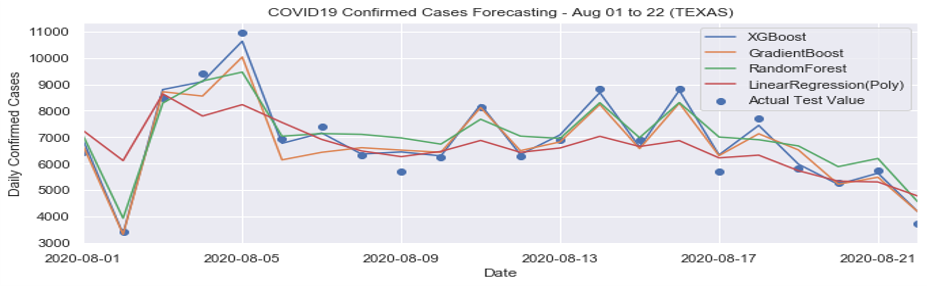 COVID19 Confirmed Cases Forecasting - Aug 01 to 22 (TEXAS)
11000
10000
9000
8000
7000
6000
5000
4000
3000
Daily Confirmed Cases
XGBoost
GradientBoost
RandomForest
LinearRegression(Poly)
Actual Test Value
2020-08-01
2020-08-05
2020-08-09
2020-08-13
2020-08-17
2020-08-21
Date